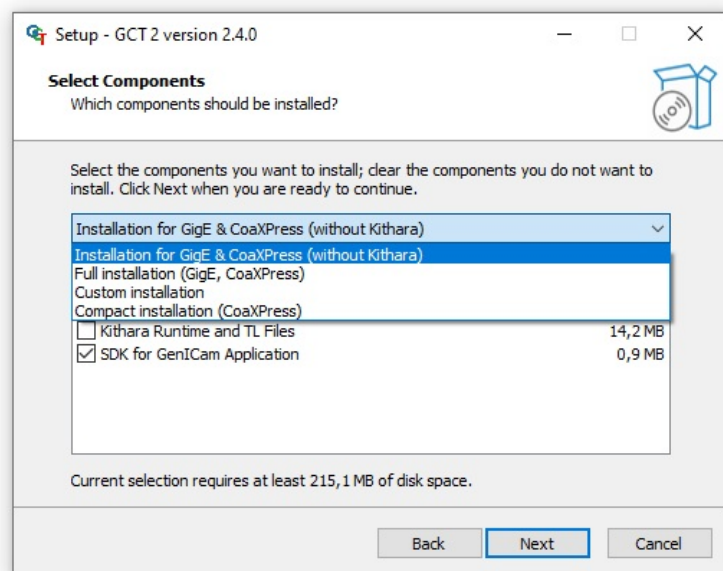 Setup - GCT 2 version 2.4.0
Select Components
Which components should be installed?
Select the components you want to install; clear the components you do not want to
install. Click Next when you are ready to continue.
Installation for GigE & CoaXPress (without Kithara)
Installation for GigE & CoaXPress (without Kithara)
Full installation (GigE, CoaXPress)
Custom installation
Compact installation (CoaXPress)
Kithara Runtime and TL Files 14,2 MB
SDK for GenICam Application 0,9 MB
Current selection requires at least 215,1 MB of disk space.
Back Next Cancel